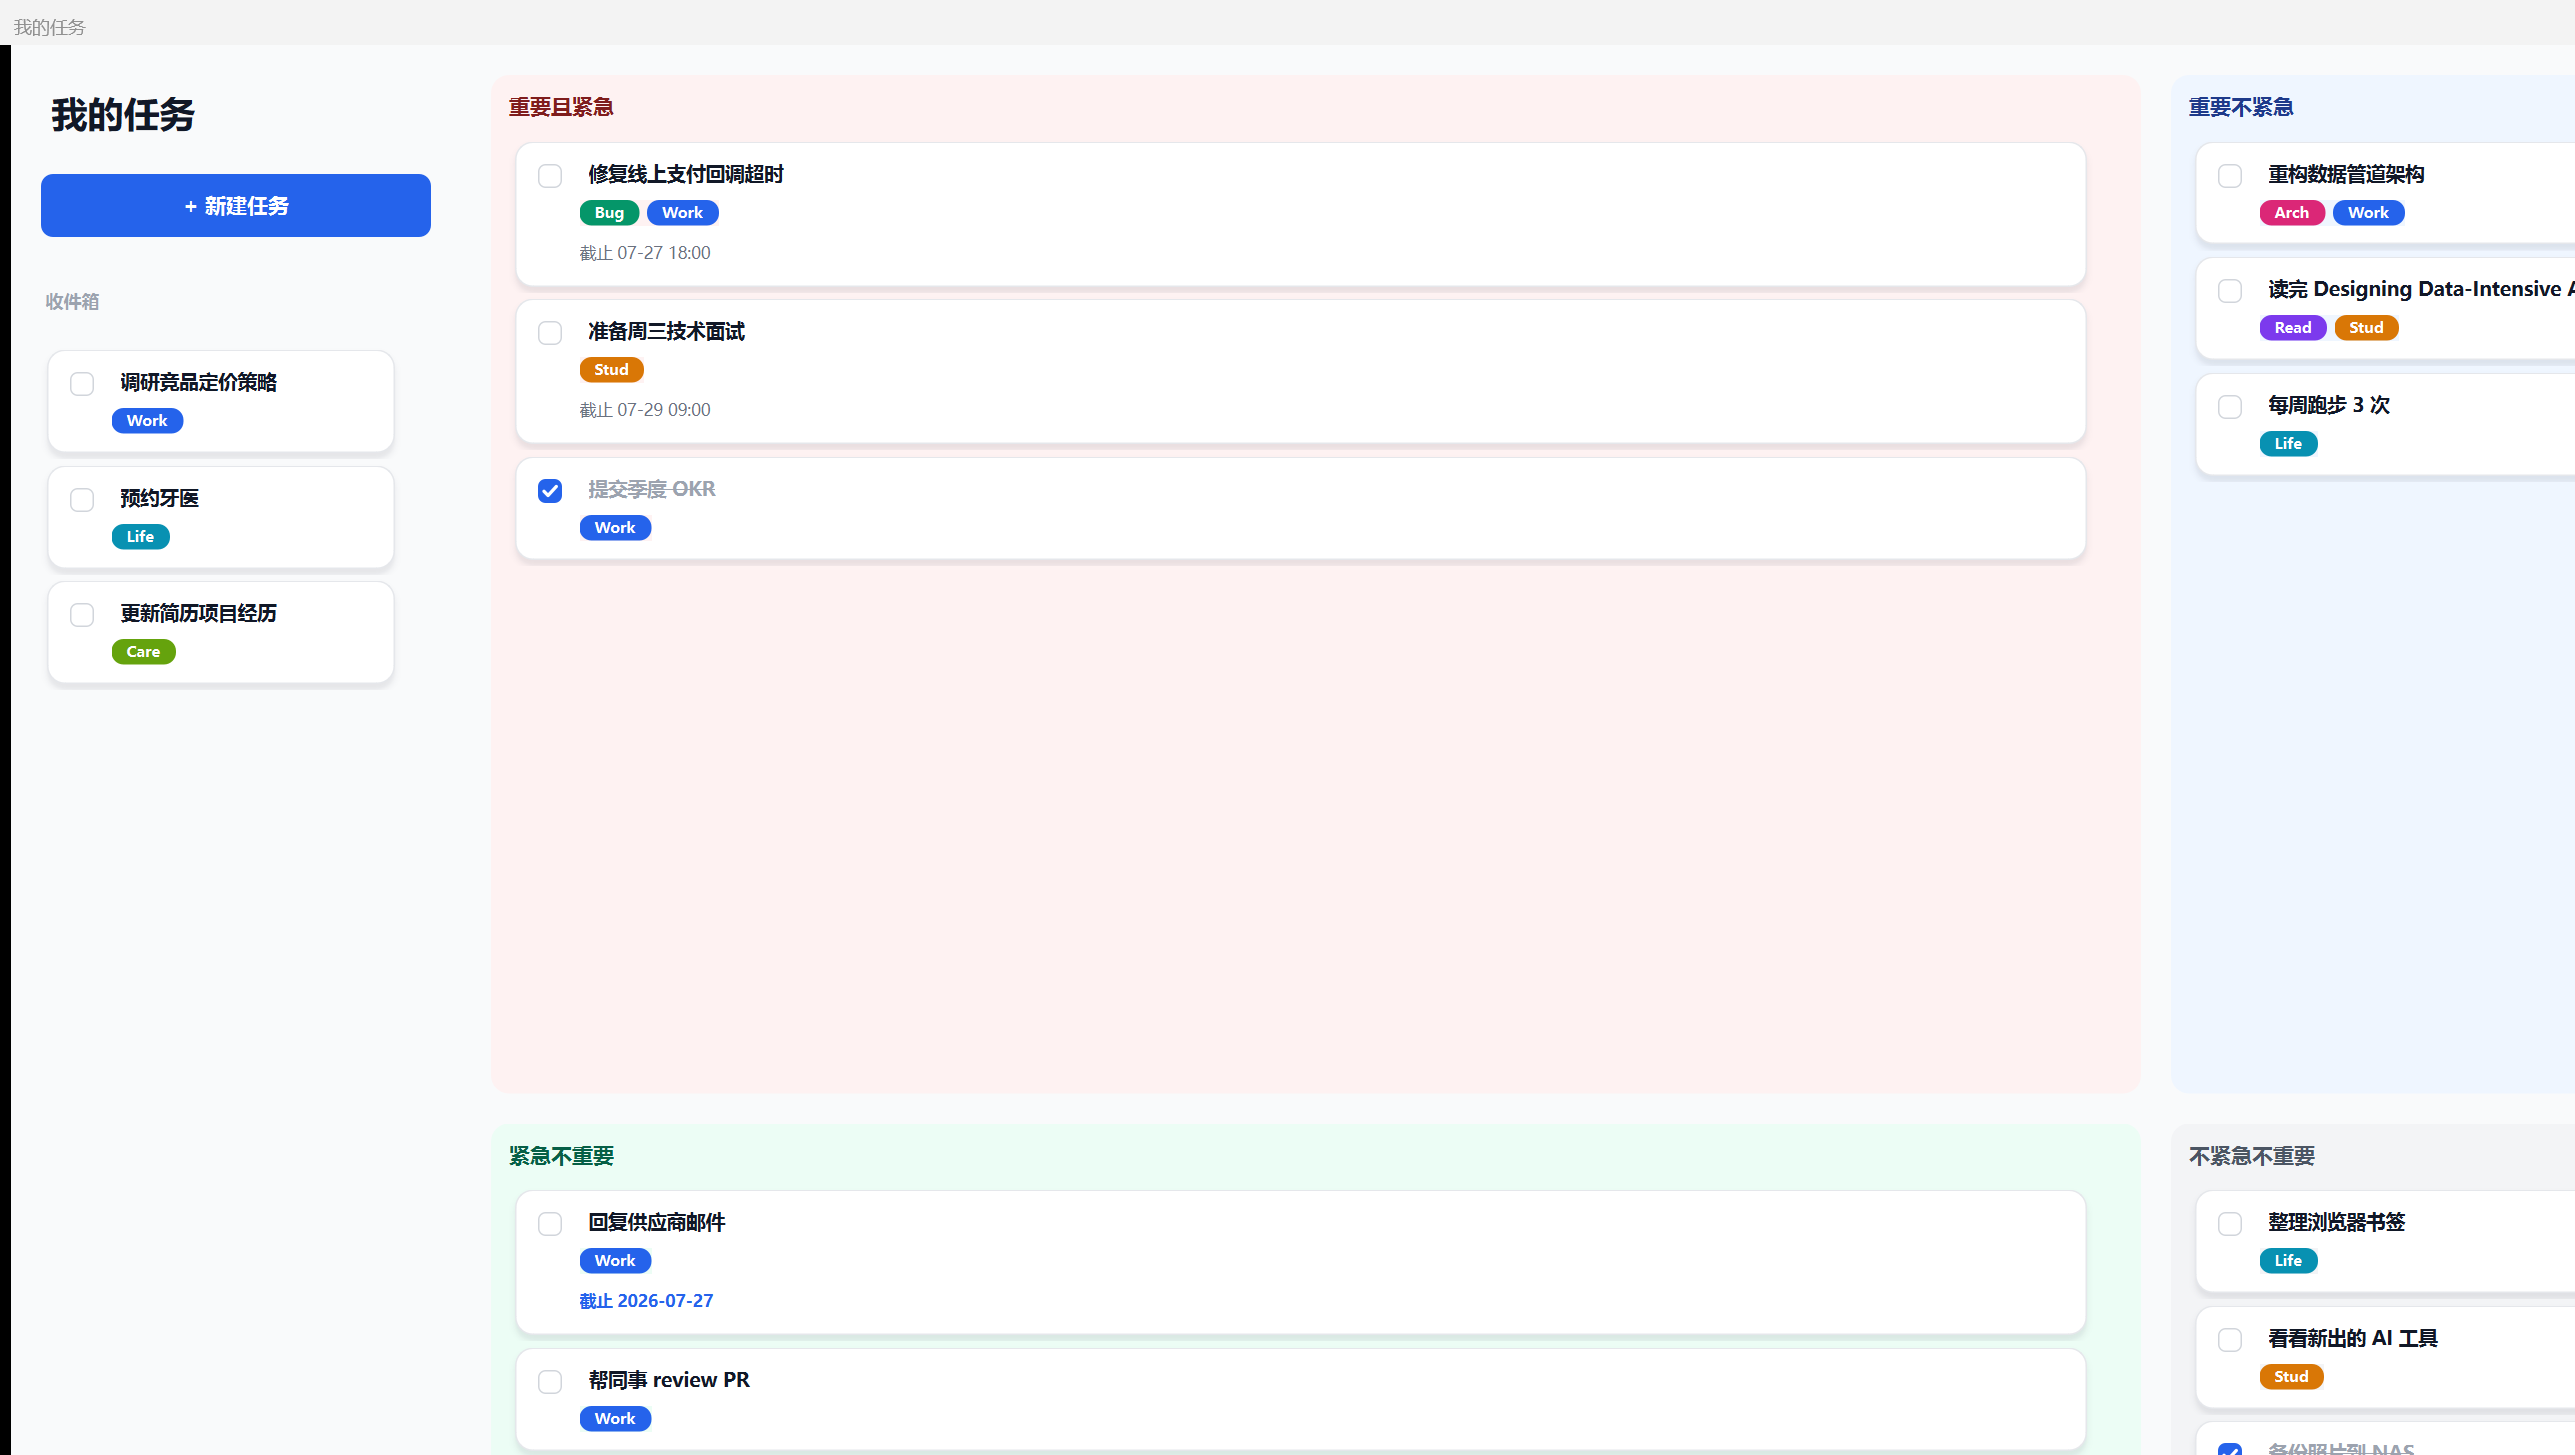 我的任务
我的任务
+ 新建任务
收件箱
调研竞品定价策略
Work
预约牙医
Life
更新简历项目经历
Care
重要且紧急
修复线上支付回调超时
Bug Work
截止 07-27 18:00
准备周三技术面试
Stud
截止 07-29 09:00
提交季度 OKR
Work
重要不紧急
重构数据管道架构
Arch Work
读完 Designing Data-Intensive
Read Stud
每周跑步 3 次
Life
紧急不重要
回复供应商邮件
Work
截止 2026-07-27
帮同事 review PR
Work
不紧急不重要
整理浏览器书签
Life
看看新出的 AI 工具
Stud
备份照片到 NAS